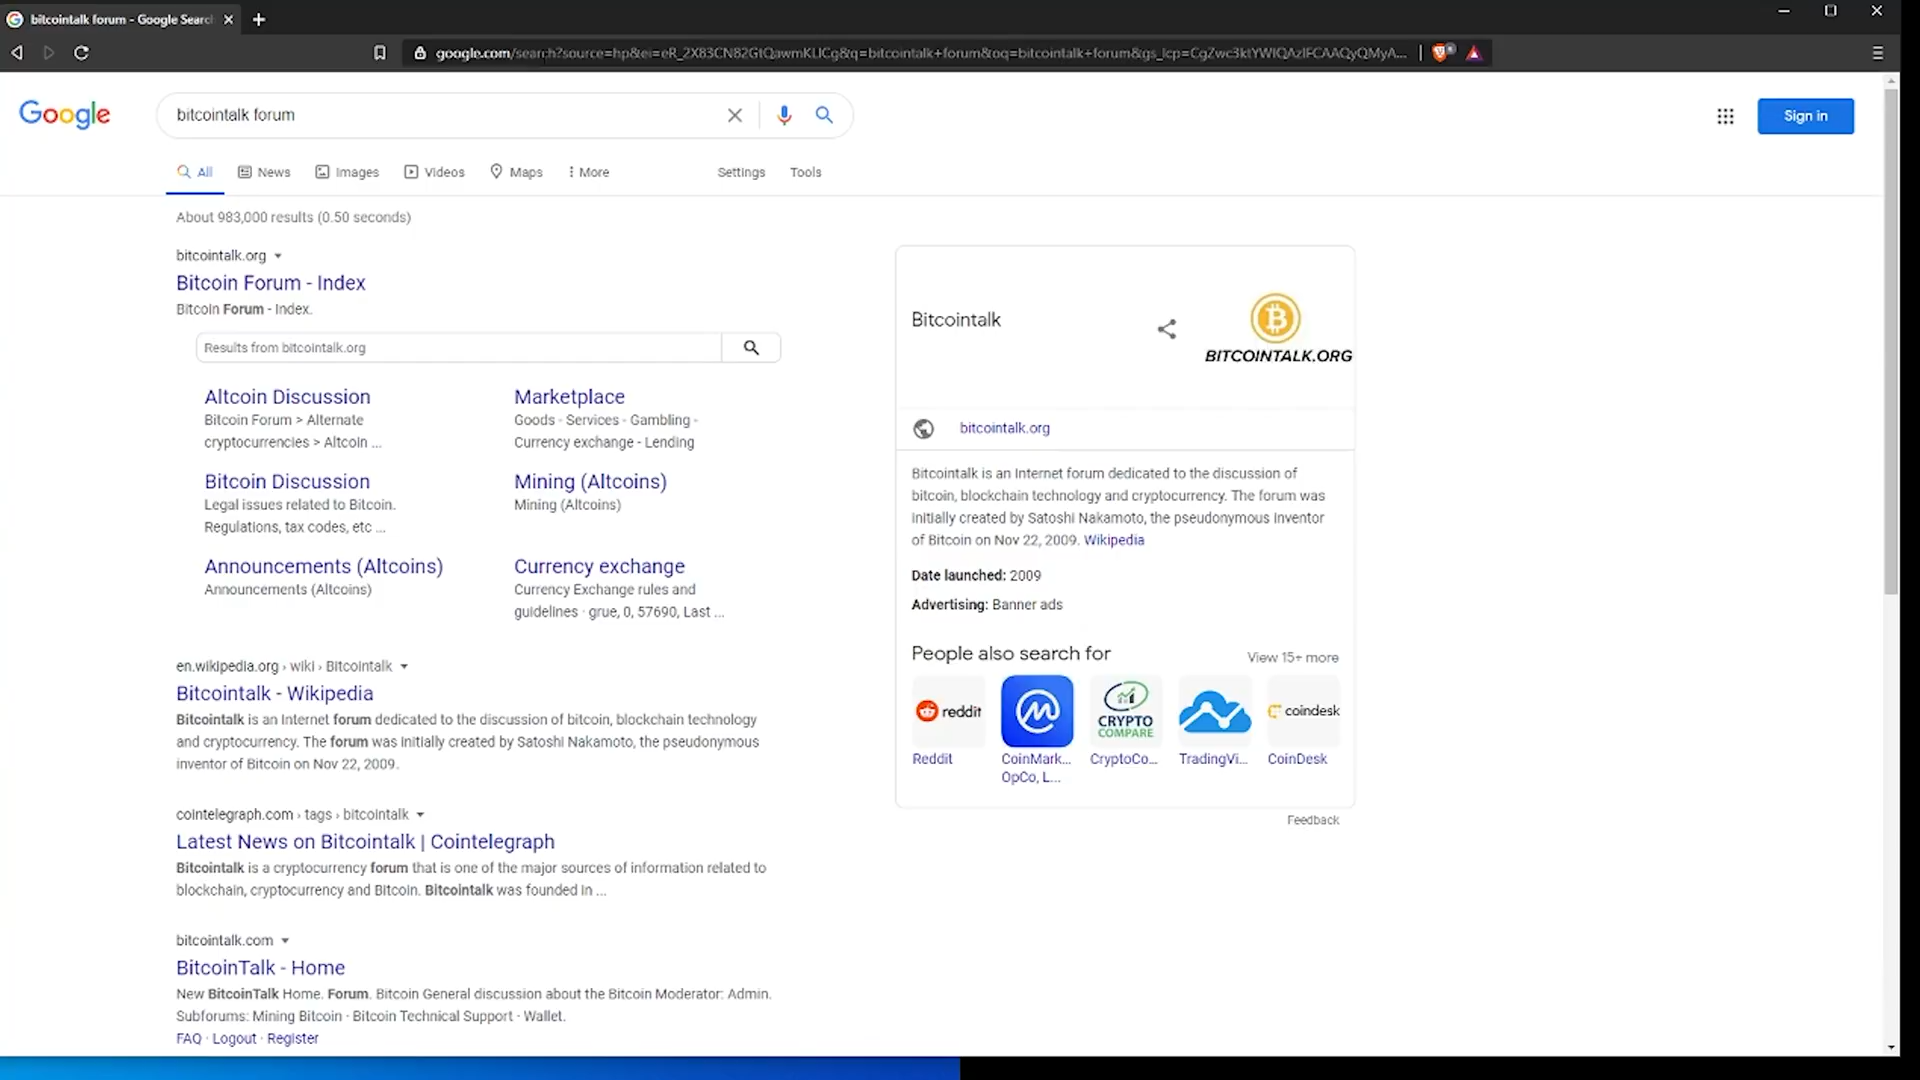 bitcointalk forum - Google Search
google.com/search?source=hp&ei=eR_2X83CN82GtQawmKLICg&q=bitcointalk+forum&oq=bitcointalk+forum&gs_lcp=CgZwc3ktYWIQAzIFCAAQyQMyA...
Google
bitcointalk forum
Sign in
All
News
Images
Videos
Maps
More
Settings
Tools
About 983,000 results (0.50 seconds)
bitcointalk.org
Bitcoin Forum - Index
Bitcoin Forum - Index.
Results from bitcointalk.org
Altcoin Discussion
Bitcoin Forum > Alternate
cryptocurrencies > Altcoin ...
Marketplace
Goods - Services - Gambling -
Currency exchange - Lending
Bitcoin Discussion
Legal issues related to Bitcoin.
Regulations, tax codes, etc ...
Mining (Altcoins)
Mining (Altcoins)
Announcements (Altcoins)
Announcements (Altcoins)
Currency exchange
Currency Exchange rules and
guidelines · grue, 0, 57690, Last ...
en.wikipedia.org › wiki › Bitcointalk
Bitcointalk - Wikipedia
Bitcointalk is an Internet forum dedicated to the discussion of bitcoin, blockchain technology
and cryptocurrency. The forum was initially created by Satoshi Nakamoto, the pseudonymous
inventor of Bitcoin on Nov 22, 2009.
cointelegraph.com › tags › bitcointalk
Latest News on Bitcointalk | Cointelegraph
Bitcointalk is a cryptocurrency forum that is one of the major sources of information related to
blockchain, cryptocurrency and Bitcoin. Bitcointalk was founded in ...
bitcointalk.com
BitcoinTalk - Home
New BitcoinTalk Home. Forum. Bitcoin General discussion about the Bitcoin Moderator: Admin.
Subforums: Mining Bitcoin · Bitcoin Technical Support · Wallet.
FAQ · Logout · Register
Bitcointalk
BITCOINTALK.ORG
bitcointalk.org
Bitcointalk is an Internet forum dedicated to the discussion of
bitcoin, blockchain technology and cryptocurrency. The forum was
initially created by Satoshi Nakamoto, the pseudonymous inventor
of Bitcoin on Nov 22, 2009. Wikipedia
Date launched: 2009
Advertising: Banner ads
People also search for
View 15+ more
reddit
CRYPTO
COMPARE
coindesk
Reddit
CoinMark...
OpCo, L...
CryptoCo...
TradingVi...
CoinDesk
Feedback